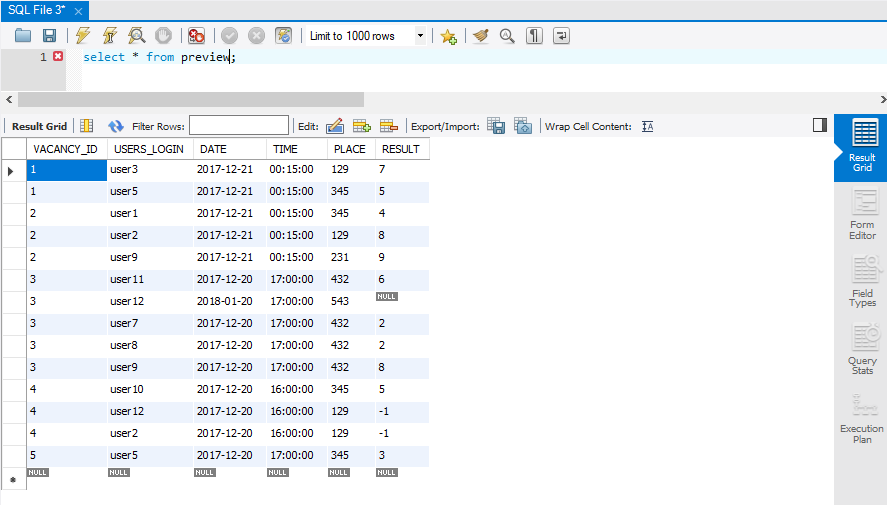 SQL File 3*
Limit to 1000 rows
1 select * from preview;
Result Grid Filter Rows: Edit: Export/Import: Wrap Cell Content:
VACANCY_ID USERS_LOGIN DATE TIME PLACE RESULT
1 user3 2017-12-21 00:15:00 129 7
1 user5 2017-12-21 00:15:00 345 5
2 user1 2017-12-21 00:15:00 345 4
2 user2 2017-12-21 00:15:00 129 8
2 user9 2017-12-21 00:15:00 231 9
3 user11 2017-12-20 17:00:00 432 6
3 user12 2018-01-20 17:00:00 543 NULL
3 user7 2017-12-20 17:00:00 432 2
3 user8 2017-12-20 17:00:00 432 2
3 user9 2017-12-20 17:00:00 432 8
4 user10 2017-12-20 16:00:00 345 5
4 user12 2017-12-20 16:00:00 129 -1
4 user2 2017-12-20 16:00:00 129 -1
5 user5 2017-12-20 17:00:00 345 3
NULL NULL NULL NULL NULL NULL
Result
Grid
Form
Editor
Field
Types
Query
Stats
Execution
Plan